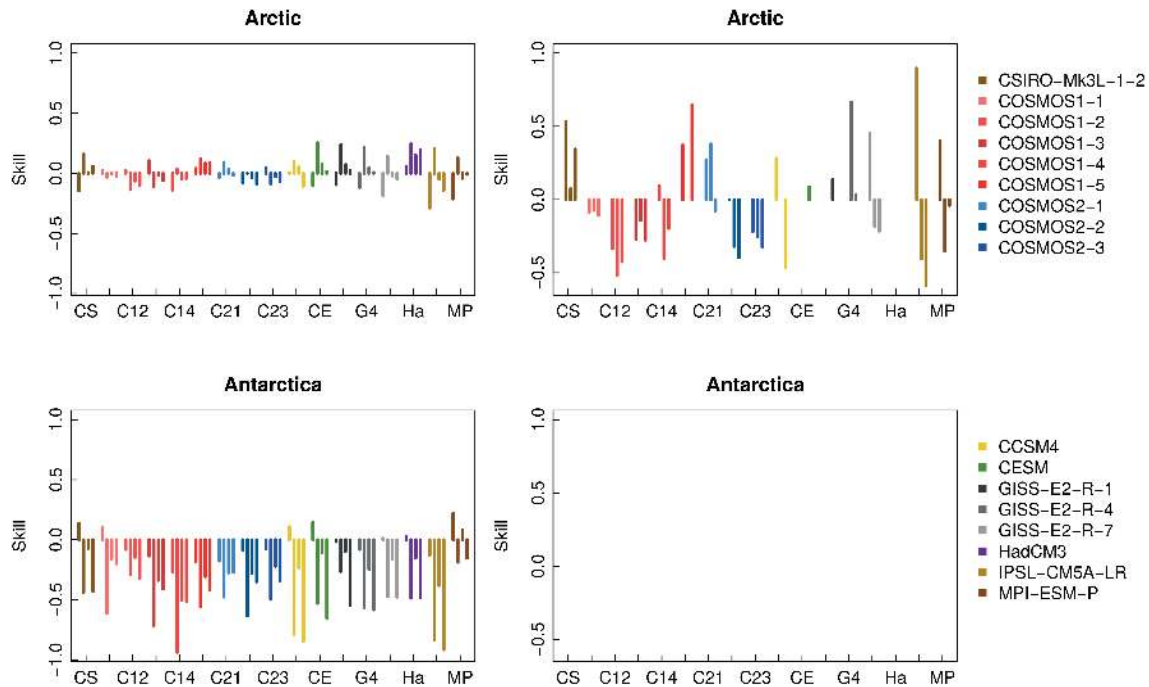 Arctic
Skill
1.0
0.5
0.0
−0.5
−1.0
CS C12 C14 C21 C23 CE G4 Ha MP
Arctic
Skill
1.0
0.5
0.0
−0.5
CS C12 C14 C21 C23 CE G4 Ha MP
CSIRO−Mk3L−1−2
COSMOS1−1
COSMOS1−2
COSMOS1−3
COSMOS1−4
COSMOS1−5
COSMOS2−1
COSMOS2−2
COSMOS2−3
Antarctica
Skill
1.0
0.5
0.0
−0.5
−1.0
CS C12 C14 C21 C23 CE G4 Ha MP
Antarctica
Skill
1.0
0.5
0.0
−0.5
CS C12 C14 C21 C23 CE G4 Ha MP
CCSM4
CESM
GISS−E2−R−1
GISS−E2−R−4
GISS−E2−R−7
HadCM3
IPSL−CM5A−LR
MPI−ESM−P